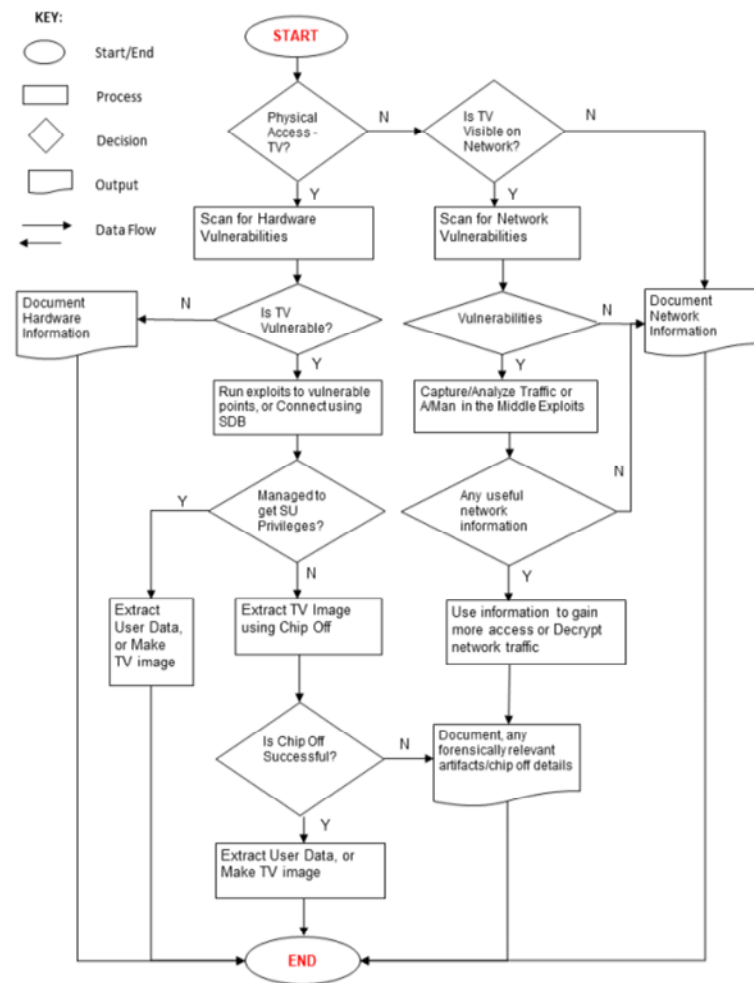 KEY:
Start/End
Process
Decision
Output
Data Flow
START
Physical
Access -
TV?
N
Is TV
Visible on
Network?
N
Y
Y
Scan for Hardware
Vulnerabilities
Scan for Network
Vulnerabilities
Document
Hardware
Information
N
Is TV
Vulnerable?
Vulnerabilities
N
Document
Network
Information
Y
Y
Run exploits to vulnerable
points, or Connect using
SDB
Capture/Analyze Traffic or
A/Man in the Middle Exploits
Y
Managed to
get SU
Privileges?
Any useful
network
information
N
N
Y
Extract
User Data,
or Make
TV image
Extract TV Image
using Chip Off
Use information to gain
more access or Decrypt
network traffic
Is Chip Off
Successful?
N
Document, any
forensically relevant
artifacts/chip off details
Y
Extract User Data, or
Make TV image
END